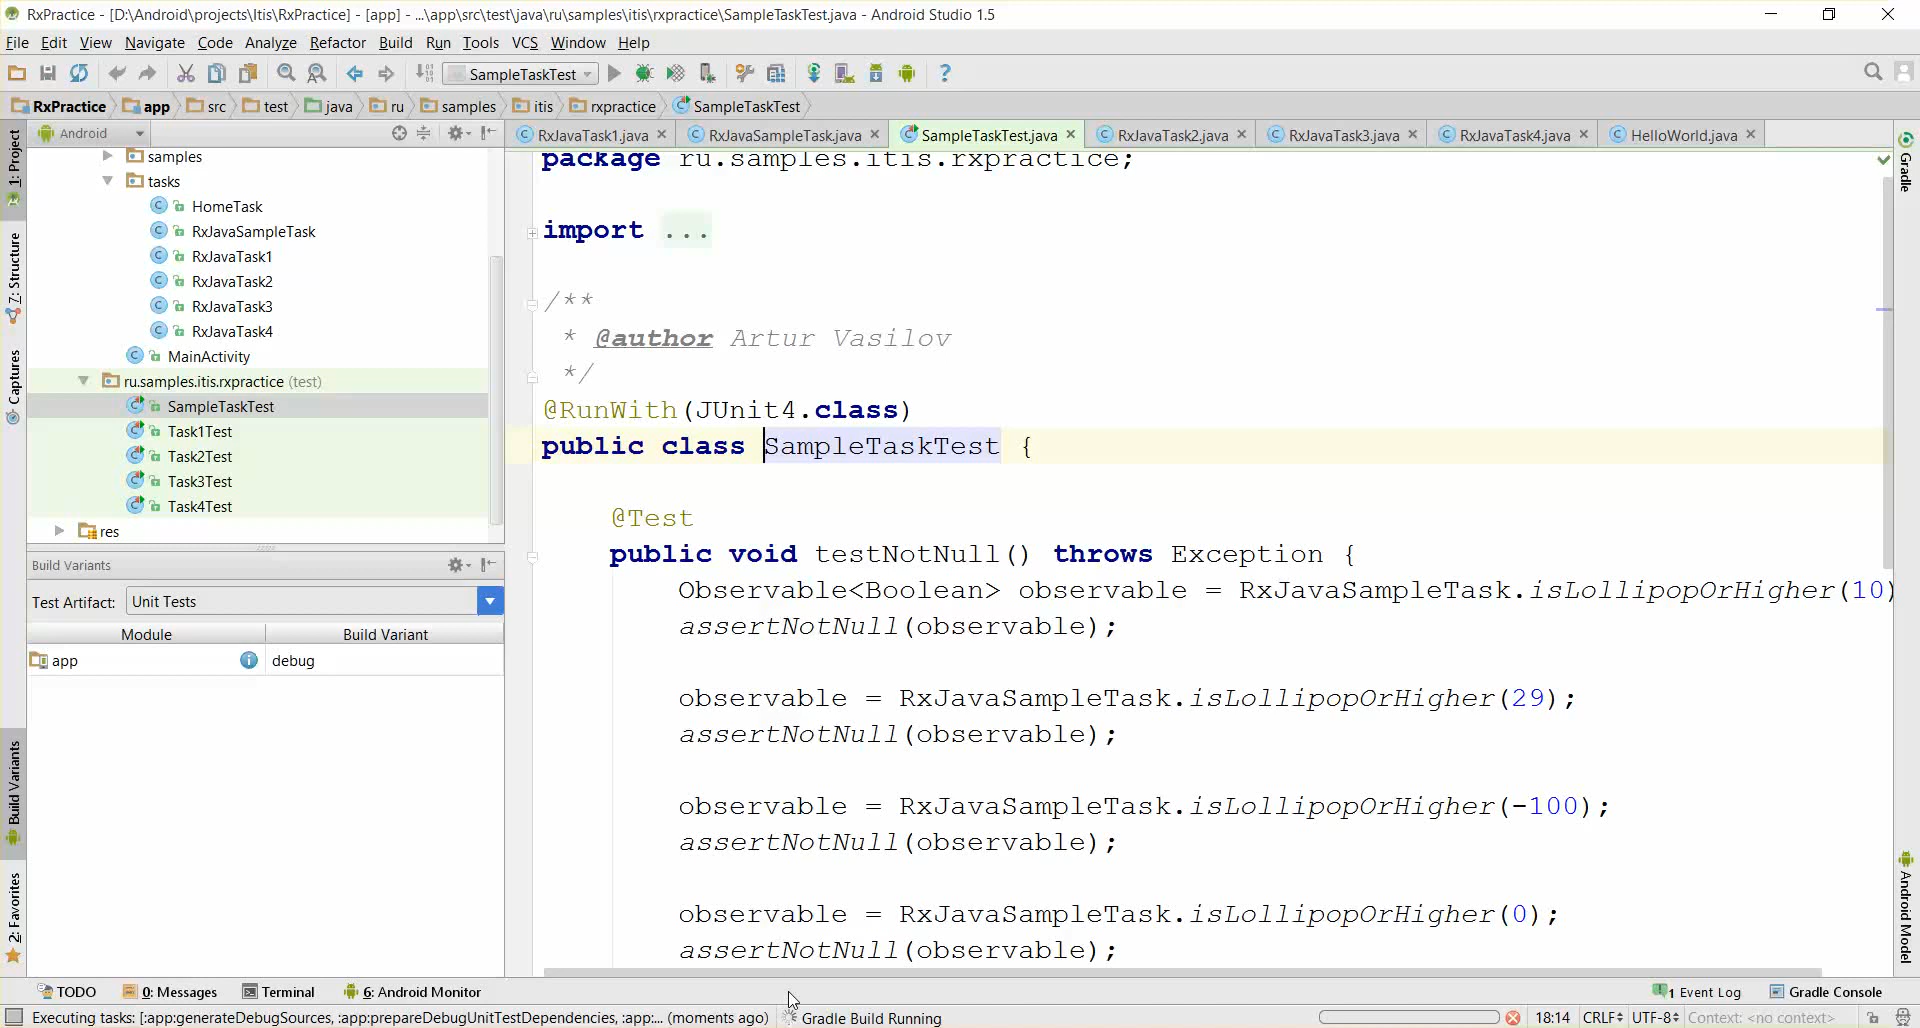 RxPractice - [D:\Android\projects\Itis\RxPractice] - [app] - ...\app\src\test\java\ru\samples\itis\rxpractice\SampleTaskTest.java - Android Studio 1.5
File Edit View Navigate Code Analyze Refactor Build Run Tools VCS Window Help
SampleTaskTest
RxPractice app src test java ru samples itis rxpractice SampleTaskTest
Android
RxJavaTask1.java RxJavaSampleTask.java SampleTaskTest.java RxJavaTask2.java RxJavaTask3.java RxJavaTask4.java HelloWorld.java
1: Project
7: Structure
Captures
Build Variants
2: Favorites
samples
tasks
HomeTask
RxJavaSampleTask
RxJavaTask1
RxJavaTask2
RxJavaTask3
RxJavaTask4
MainActivity
ru.samples.itis.rxpractice (test)
SampleTaskTest
Task1Test
Task2Test
Task3Test
Task4Test
res
Build Variants
Test Artifact: Unit Tests
Module Build Variant
app debug
package ru.samples.itis.rxpractice;
import ...
/**
* @author Artur Vasilov
*/
@RunWith(JUnit4.class)
public class SampleTaskTest {
@Test
public void testNotNull() throws Exception {
Observable<Boolean> observable = RxJavaSampleTask.isLollipopOrHigher(10)
assertNotNull(observable);
observable = RxJavaSampleTask.isLollipopOrHigher(29);
assertNotNull(observable);
observable = RxJavaSampleTask.isLollipopOrHigher(-100);
assertNotNull(observable);
observable = RxJavaSampleTask.isLollipopOrHigher(0);
assertNotNull(observable);
Gradle
Android Model
TODO 0: Messages Terminal 6: Android Monitor 1 Event Log Gradle Console
Executing tasks: [:app:generateDebugSources, :app:prepareDebugUnitTestDependencies, :app:... (moments ago) Gradle Build Running 18:14 CRLF UTF-8 Context: <no context>